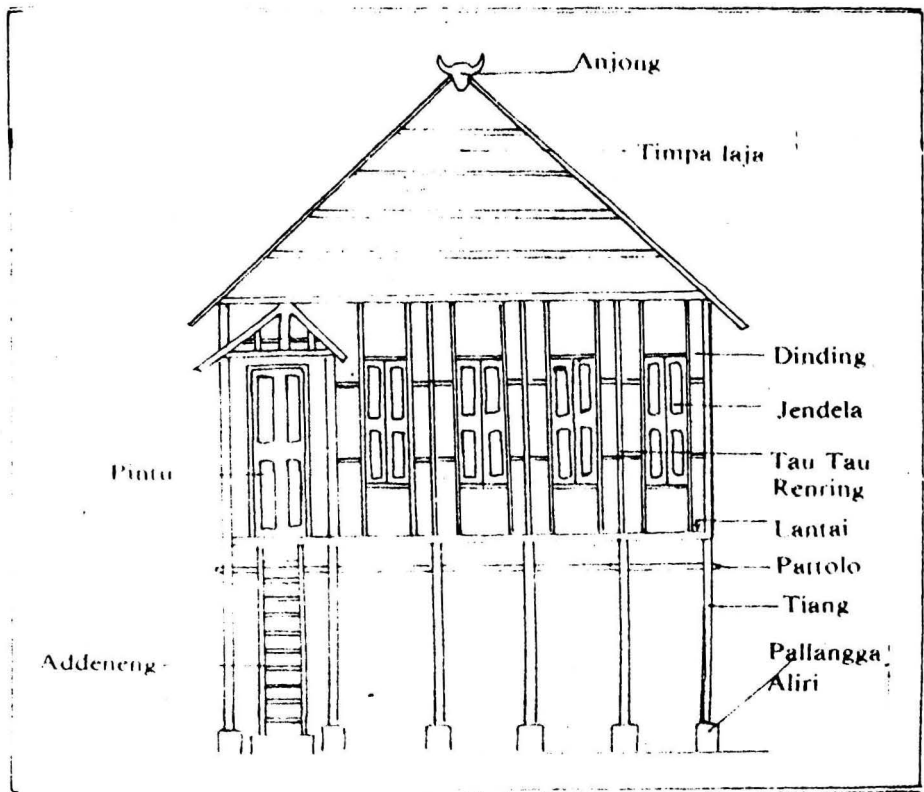 Anjong
Timpa laja
Dinding
Jendela
Pintu
Tau Tau
Renring
Lantai
Pattolo
Tiang
Addeneng
Pallangga
Aliri